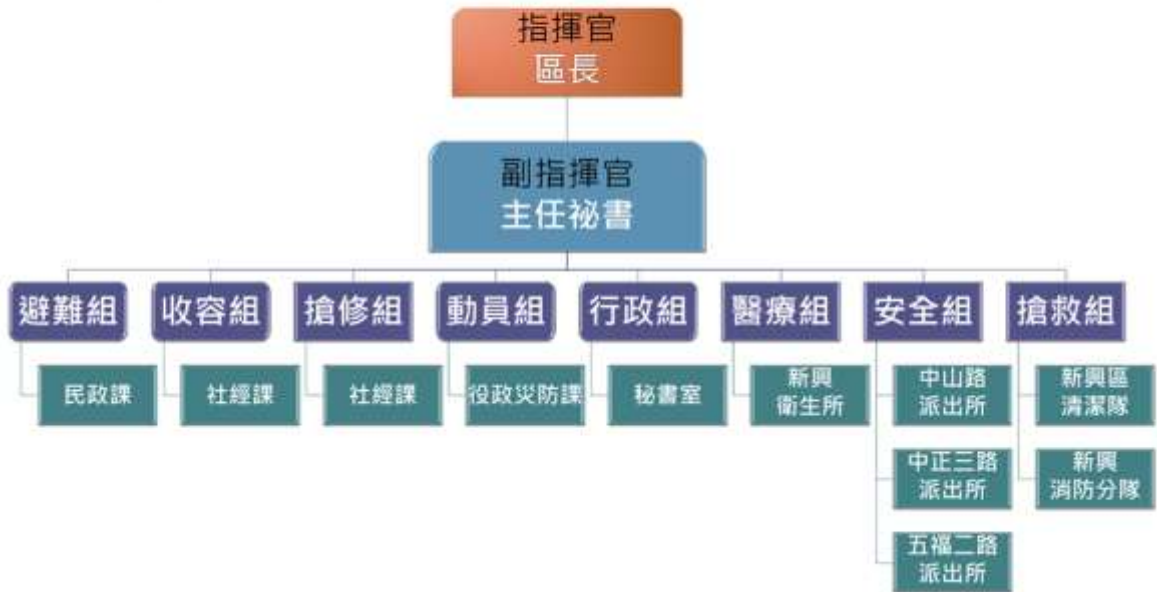 指揮官
區長
副指揮官
主任祕書
避難組
收容組
搶修組
動員組
行政組
醫療組
安全組
搶救組
民政課
社經課
社經課
役政災防課
秘書室
新興
衛生所
中山路
派出所
新興區
清潔隊
中正三路
派出所
新興
消防分隊
五福二路
派出所